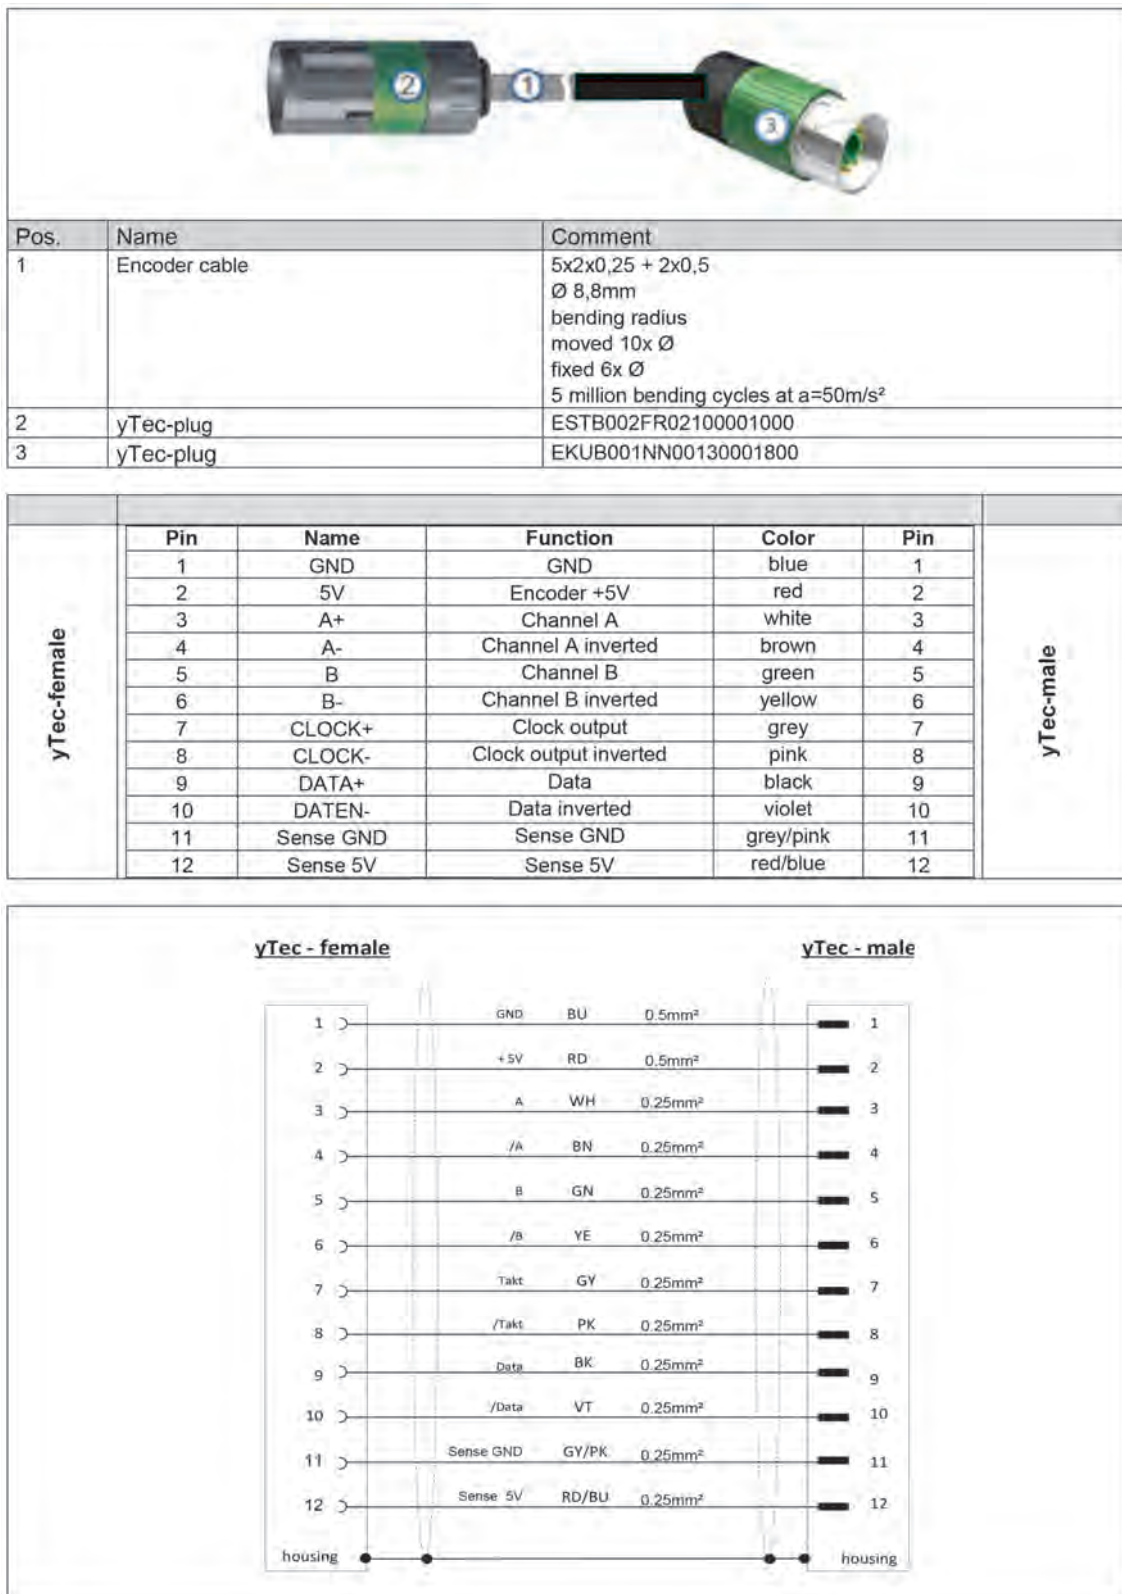 2
1
3
Pos. Name Comment
1 Encoder cable 5x2x0,25 + 2x0,5
Ø 8,8mm
bending radius
moved 10x Ø
fixed 6x Ø
5 million bending cycles at a=50m/s²
2 yTec-plug ESTB002FR02100001000
3 yTec-plug EKUB001NN00130001800
yTec-female
Pin Name Function Color Pin
1 GND GND blue 1
2 5V Encoder +5V red 2
3 A+ Channel A white 3
4 A- Channel A inverted brown 4
5 B Channel B green 5
6 B- Channel B inverted yellow 6
7 CLOCK+ Clock output grey 7
8 CLOCK- Clock output inverted pink 8
9 DATA+ Data black 9
10 DATEN- Data inverted violet 10
11 Sense GND Sense GND grey/pink 11
12 Sense 5V Sense 5V red/blue 12
yTec-male
yTec - female yTec - male
1 GND BU 0.5mm² 1
2 +5V RD 0.5mm² 2
3 A WH 0.25mm² 3
4 /A BN 0.25mm² 4
5 B GN 0.25mm² 5
6 /B YE 0.25mm² 6
7 Takt GY 0.25mm² 7
8 /Takt PK 0.25mm² 8
9 Data BK 0.25mm² 9
10 /Data VT 0.25mm² 10
11 Sense GND GY/PK 0.25mm² 11
12 Sense 5V RD/BU 0.25mm² 12
housing housing